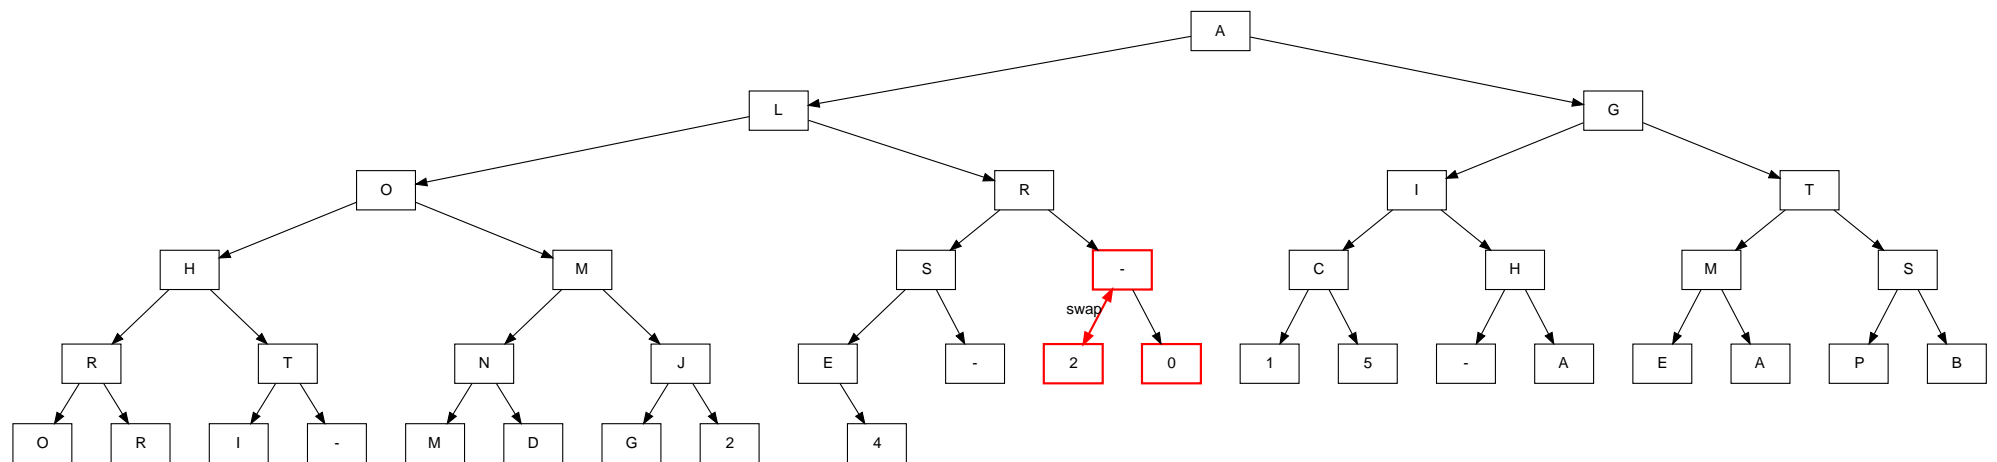 A
L G
O R I T
H M S - C H M S
swap
R T N J E - 2 0 1 5 - A E A P B
O R I - M D G 2 4